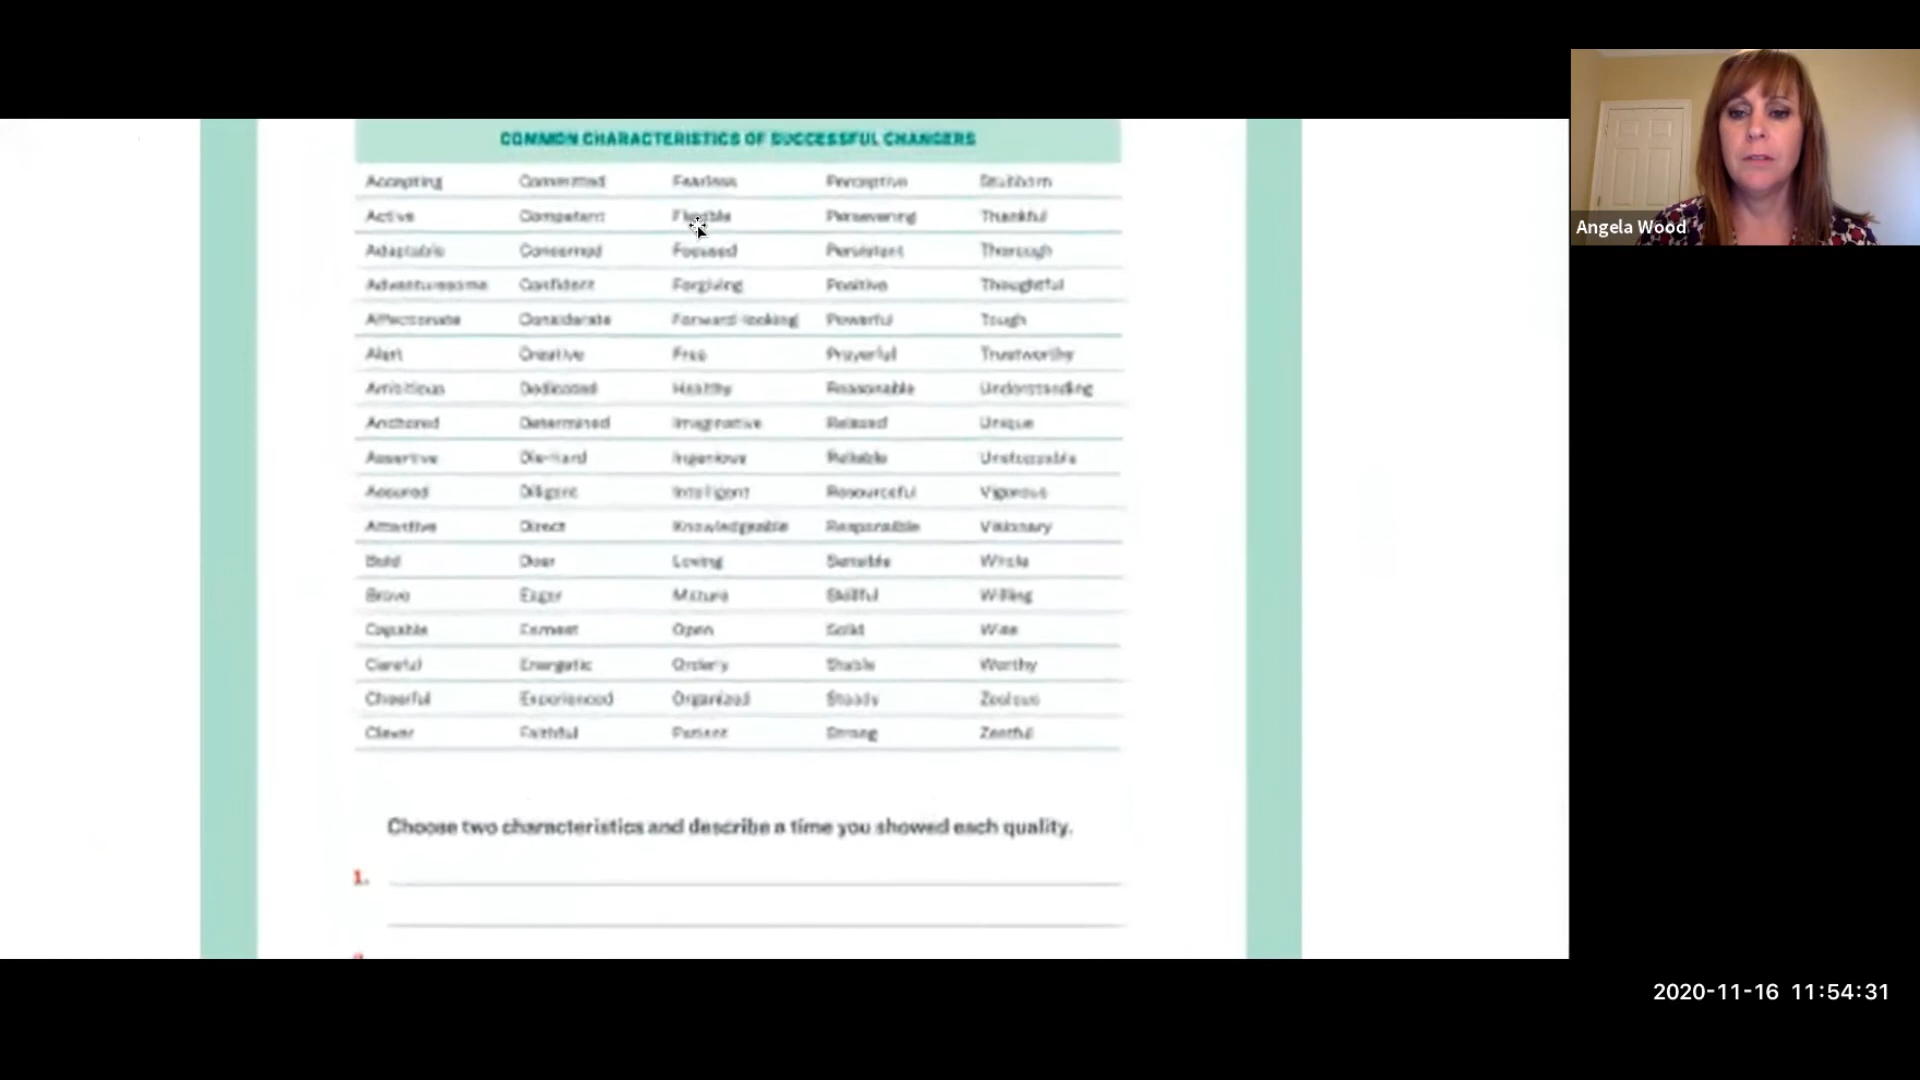 COMMON CHARACTERISTICS OF SUCCESSFUL CHANGERS
Accepting Committed Fearless Perceptive Stubborn
Active Competent Flexible Persevering Thankful
Adaptable Concerned Focused Persistent Thorough
Adventuresome Confident Forgiving Positive Thoughtful
Affectionate Considerate Forward-looking Powerful Tough
Alert Creative Free Prayerful Trustworthy
Ambitious Dedicated Healthy Reasonable Understanding
Anchored Determined Imaginative Relaxed Unique
Assertive Die-hard Ingenious Reliable Unstoppable
Assured Diligent Intelligent Resourceful Vigorous
Attentive Direct Knowledgeable Responsible Visionary
Bold Doer Loving Sensible Whole
Brave Eager Mature Skillful Willing
Capable Earnest Open Solid Wise
Careful Energetic Orderly Stable Worthy
Cheerful Experienced Organized Steady Zealous
Clever Faithful Patient Strong Zestful
Choose two characteristics and describe a time you showed each quality.
1.
Angela Wood
2020-11-16 11:54:31